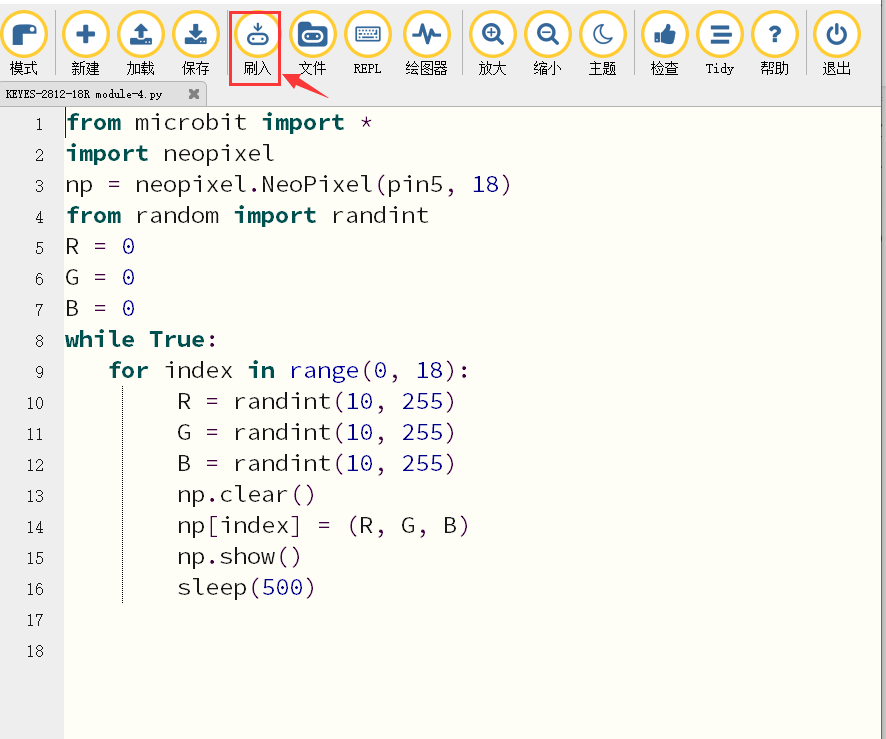 模式 新建 加载 保存 刷入 文件 REPL 绘图器 放大 缩小 主题 检查 Tidy 帮助 退出
KEYES-2812-18R module-4.py
1 from microbit import *
2 import neopixel
3 np = neopixel.NeoPixel(pin5, 18)
4 from random import randint
5 R = 0
6 G = 0
7 B = 0
8 while True:
9 for index in range(0, 18):
10 R = randint(10, 255)
11 G = randint(10, 255)
12 B = randint(10, 255)
13 np.clear()
14 np[index] = (R, G, B)
15 np.show()
16 sleep(500)
17
18